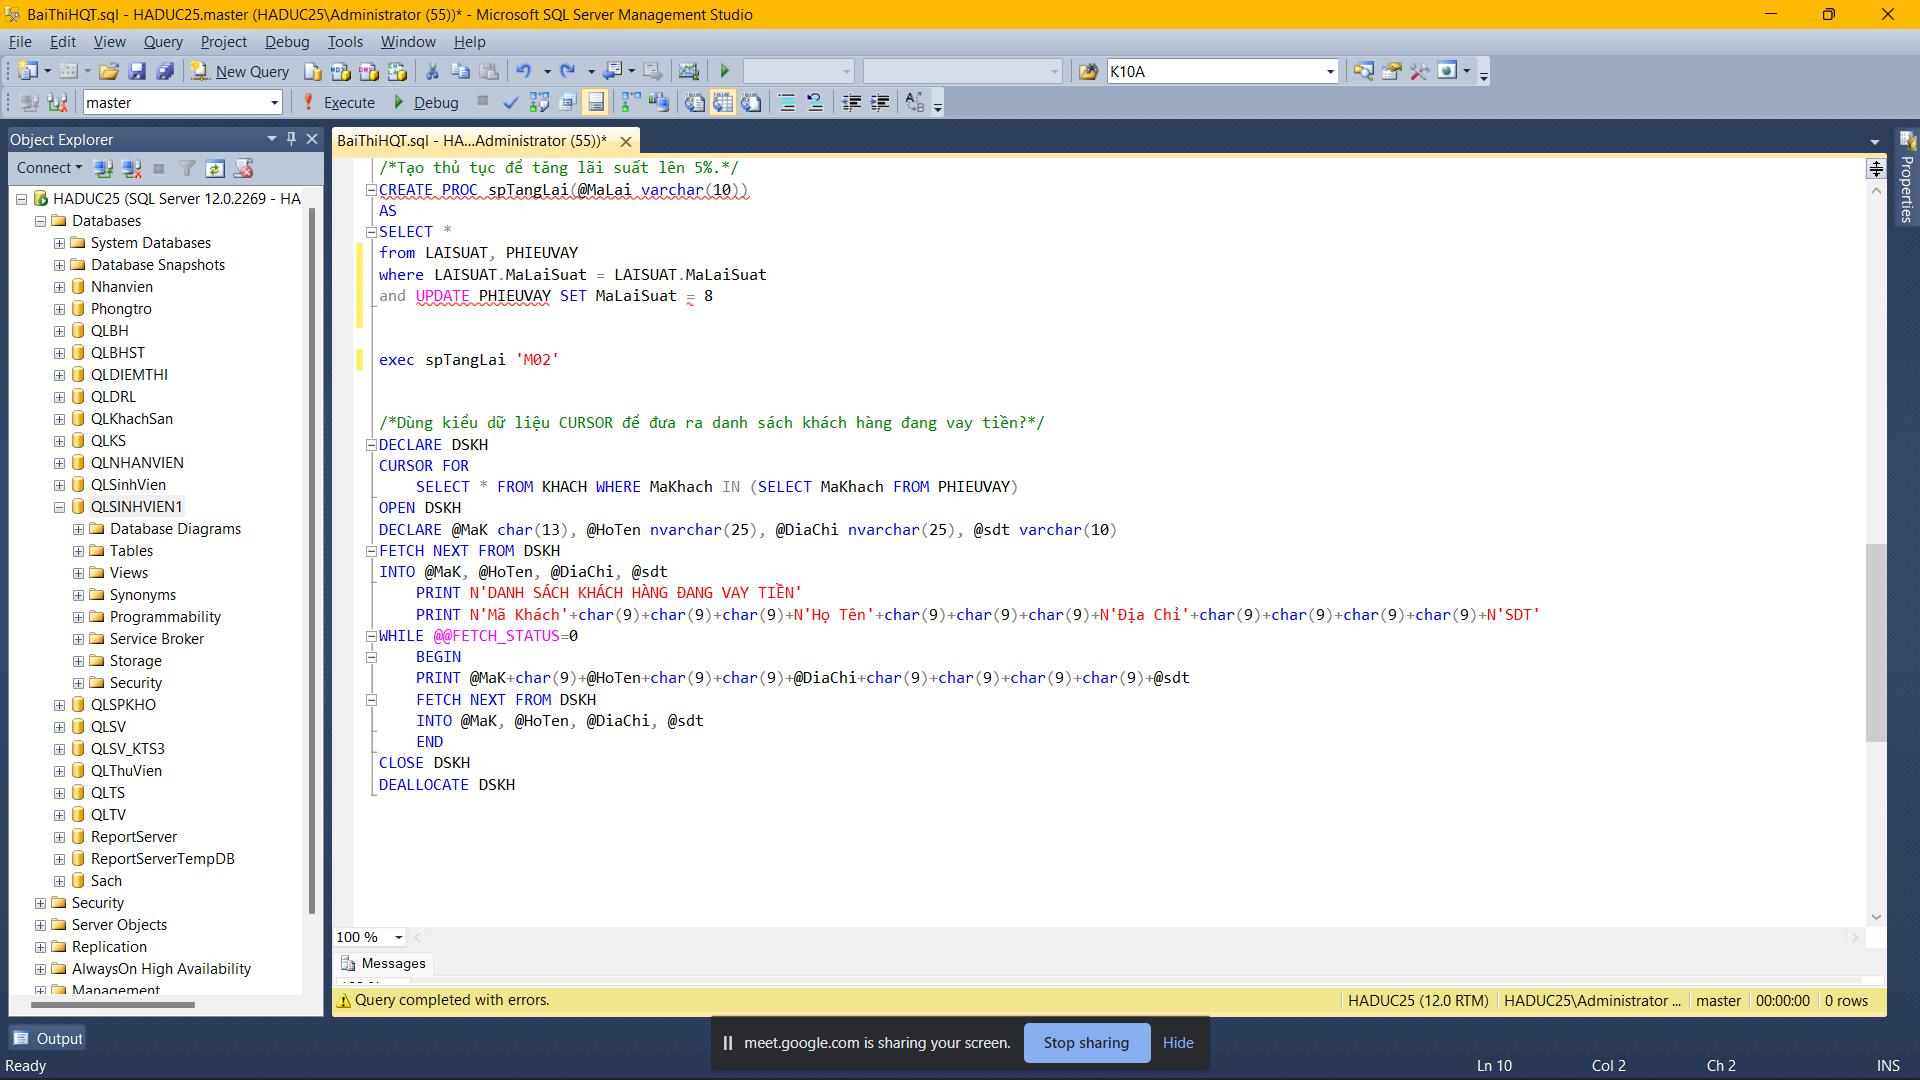 BaiThiHQT.sql - HADUC25.master (HADUC25\Administrator (55))* - Microsoft SQL Server Management Studio
File Edit View Query Project Debug Tools Window Help
New Query K10A
master Execute Debug
Object Explorer
Connect
HADUC25 (SQL Server 12.0.2269 - HA
Databases
System Databases
Database Snapshots
Nhanvien
Phongtro
QLBH
QLBHST
QLDIEMTHI
QLDRL
QLKhachSan
QLKS
QLNHANVIEN
QLSinhVien
QLSINHVIEN1
Database Diagrams
Tables
Views
Synonyms
Programmability
Service Broker
Storage
Security
QLSPKHO
QLSV
QLSV_KTS3
QLThuVien
QLTS
QLTV
ReportServer
ReportServerTempDB
Sach
Security
Server Objects
Replication
AlwaysOn High Availability
Management
BaiThiHQT.sql - HA...Administrator (55))*
/*Tạo thủ tục để tăng lãi suất lên 5%.*/
CREATE PROC spTangLai(@MaLai varchar(10))
AS
SELECT *
from LAISUAT, PHIEUVAY
where LAISUAT.MaLaiSuat = LAISUAT.MaLaiSuat
and UPDATE PHIEUVAY SET MaLaiSuat = 8
exec spTangLai 'M02'
/*Dùng kiểu dữ liệu CURSOR để đưa ra danh sách khách hàng đang vay tiền?*/
DECLARE DSKH
CURSOR FOR
SELECT * FROM KHACH WHERE MaKhach IN (SELECT MaKhach FROM PHIEUVAY)
OPEN DSKH
DECLARE @MaK char(13), @HoTen nvarchar(25), @DiaChi nvarchar(25), @sdt varchar(10)
FETCH NEXT FROM DSKH
INTO @MaK, @HoTen, @DiaChi, @sdt
PRINT N'DANH SÁCH KHÁCH HÀNG ĐANG VAY TIỀN'
PRINT N'Mã Khách'+char(9)+char(9)+char(9)+N'Họ Tên'+char(9)+char(9)+char(9)+N'Địa Chỉ'+char(9)+char(9)+char(9)+char(9)+N'SDT'
WHILE @@FETCH_STATUS=0
BEGIN
PRINT @MaK+char(9)+@HoTen+char(9)+char(9)+@DiaChi+char(9)+char(9)+char(9)+char(9)+@sdt
FETCH NEXT FROM DSKH
INTO @MaK, @HoTen, @DiaChi, @sdt
END
CLOSE DSKH
DEALLOCATE DSKH
100 %
Messages
Query completed with errors. HADUC25 (12.0 RTM) HADUC25\Administrator ... master 00:00:00 0 rows
Properties
Output
meet.google.com is sharing your screen. Stop sharing Hide
Ready Ln 10 Col 2 Ch 2 INS